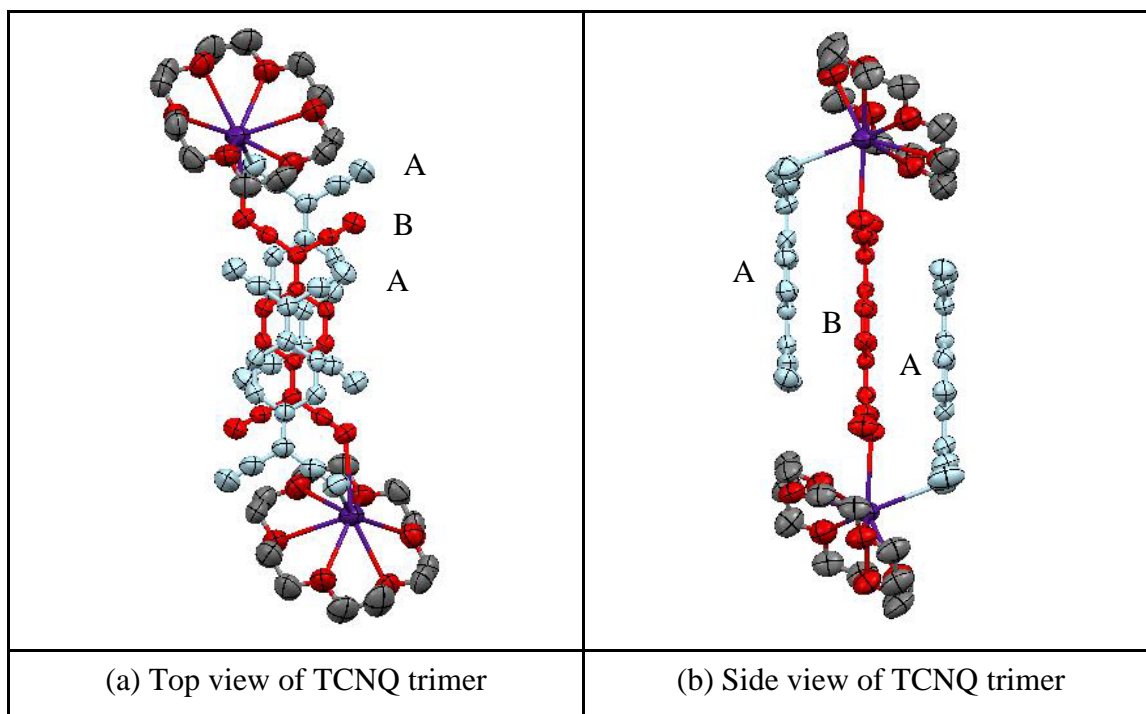 A
B
A
A
B
A
(a) Top view of TCNQ trimer
(b) Side view of TCNQ trimer